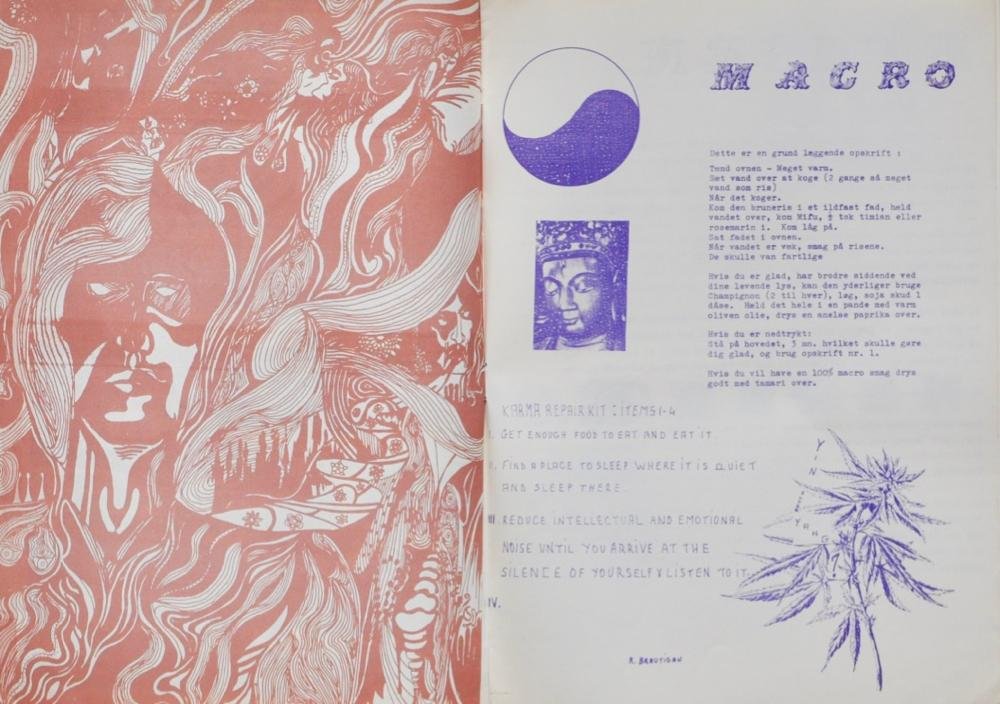 MACRO
Dette er en grund læggende opskrift :
Tænd ovnen - Meget varm.
Sæt vand over at koge (2 gange så meget
vand som ris)
Når det koger.
Kom den bruneris i et ildfast fad, hæld
vandet over, kom Mifu, ½ tsk timian eller
rosemarin i. Kom låg på.
Sæt fadet i ovnen.
Når vandet er væk, smag på risene.
De skulle van færtlige
Hvis du er glad, har brødre siddende ved
dine levende lys, kan den yderliger bruge
Champignon (2 til hver), løg, soja skud 1
dåse. Hæld det hele i en pande med varm
oliven olie, drys en anelse paprika over.
Hvis du er nedtrykt:
Stå på hovedet, 3 mn. hvilket skulle gøre
dig glad, og brug opskrift nr. 1.
Hvis du vil have en 100% macro smag drys
godt med tamari over.
KARMA REPAIR KIT : ITEMS 1-4
I. GET ENOUGH FOOD TO EAT AND EAT IT.
II. FIND A PLACE TO SLEEP WHERE IT IS QUIET
AND SLEEP THERE.
III. REDUCE INTELLECTUAL AND EMOTIONAL
NOISE UNTIL YOU ARRIVE AT THE
SILENCE OF YOURSELF & LISTEN TO IT.
IV.
YIN
YANG
R. BRAUTIGAN